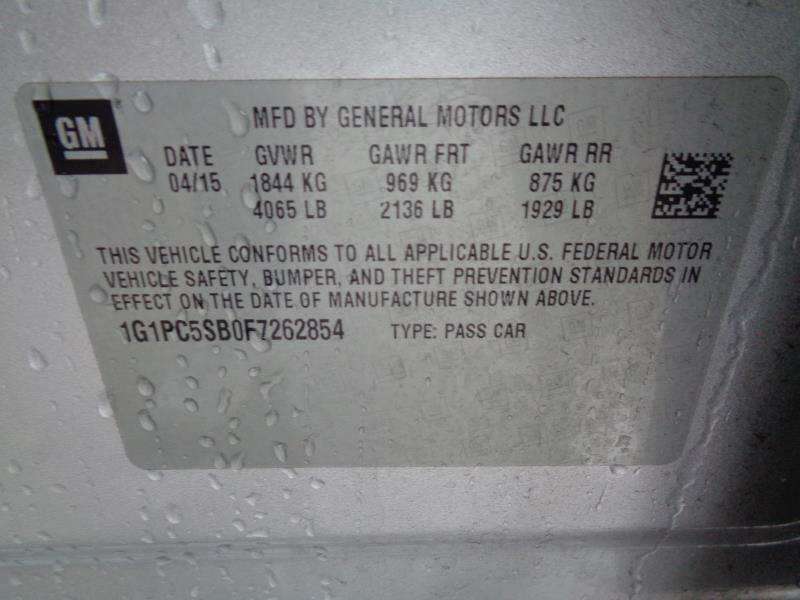 GM
MFD BY GENERAL MOTORS LLC
DATE GVWR GAWR FRT GAWR RR
04/15 1844 KG 969 KG 875 KG
4065 LB 2136 LB 1929 LB
THIS VEHICLE CONFORMS TO ALL APPLICABLE U.S. FEDERAL MOTOR
VEHICLE SAFETY, BUMPER, AND THEFT PREVENTION STANDARDS IN
EFFECT ON THE DATE OF MANUFACTURE SHOWN ABOVE.
1G1PC5SB0F7262854 TYPE: PASS CAR